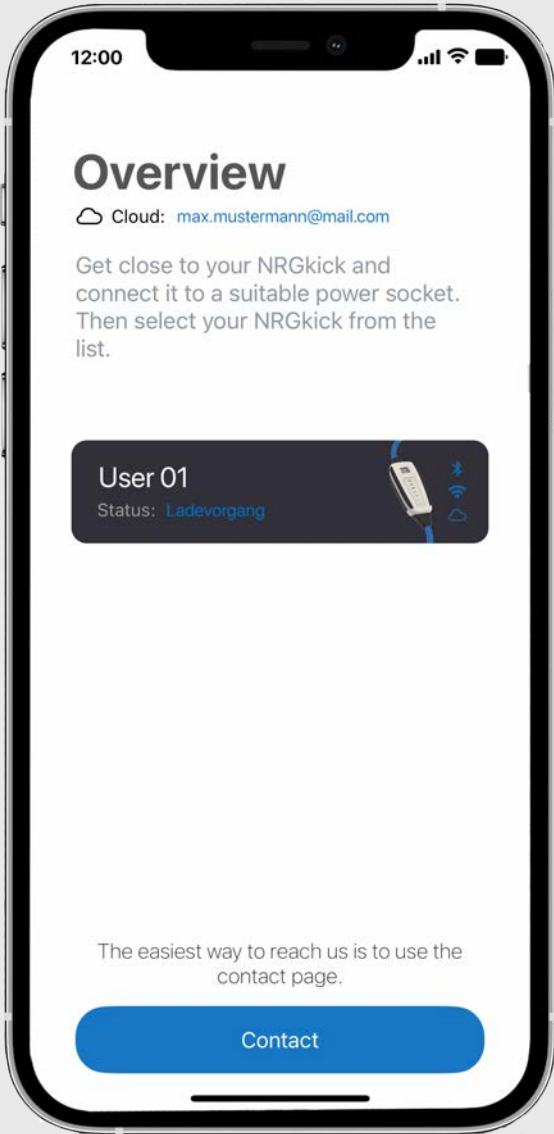 12:00
Overview
Cloud: max.mustermann@mail.com
Get close to your NRGkick and
connect it to a suitable power socket.
Then select your NRGkick from the
list.
User 01
Status: Ladevorgang
The easiest way to reach us is to use the
contact page.
Contact